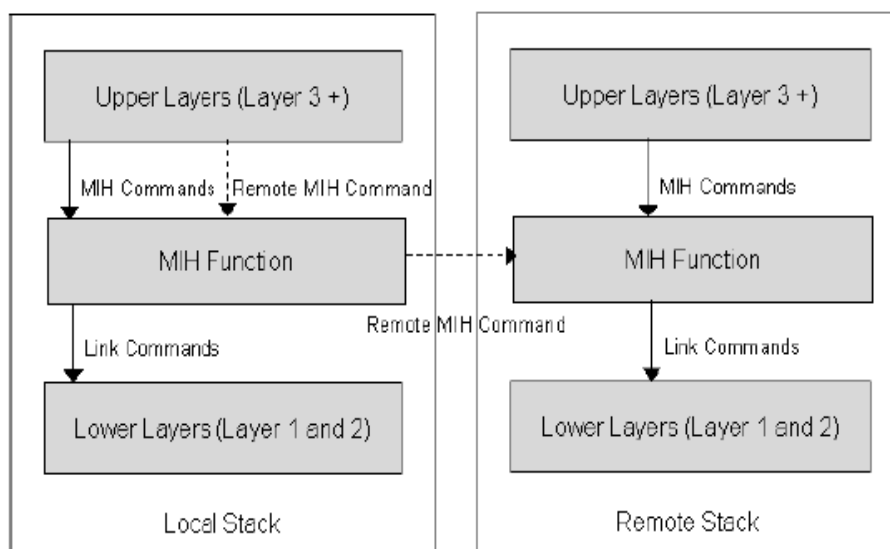 Upper Layers (Layer 3 +)
MIH Commands
Remote MIH Command
MIH Function
Link Commands
Lower Layers (Layer 1 and 2)
Local Stack
Remote MIH Command
Upper Layers (Layer 3 +)
MIH Commands
MIH Function
Link Commands
Lower Layers (Layer 1 and 2)
Remote Stack